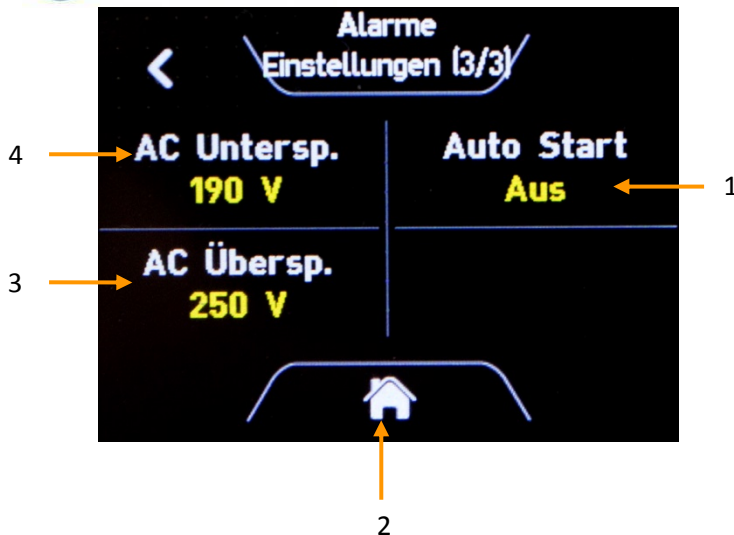 Alarme
Einstellungen (3/3)
4
AC Untersp.
190 V
Auto Start
Aus
1
3
AC Übersp.
250 V
2